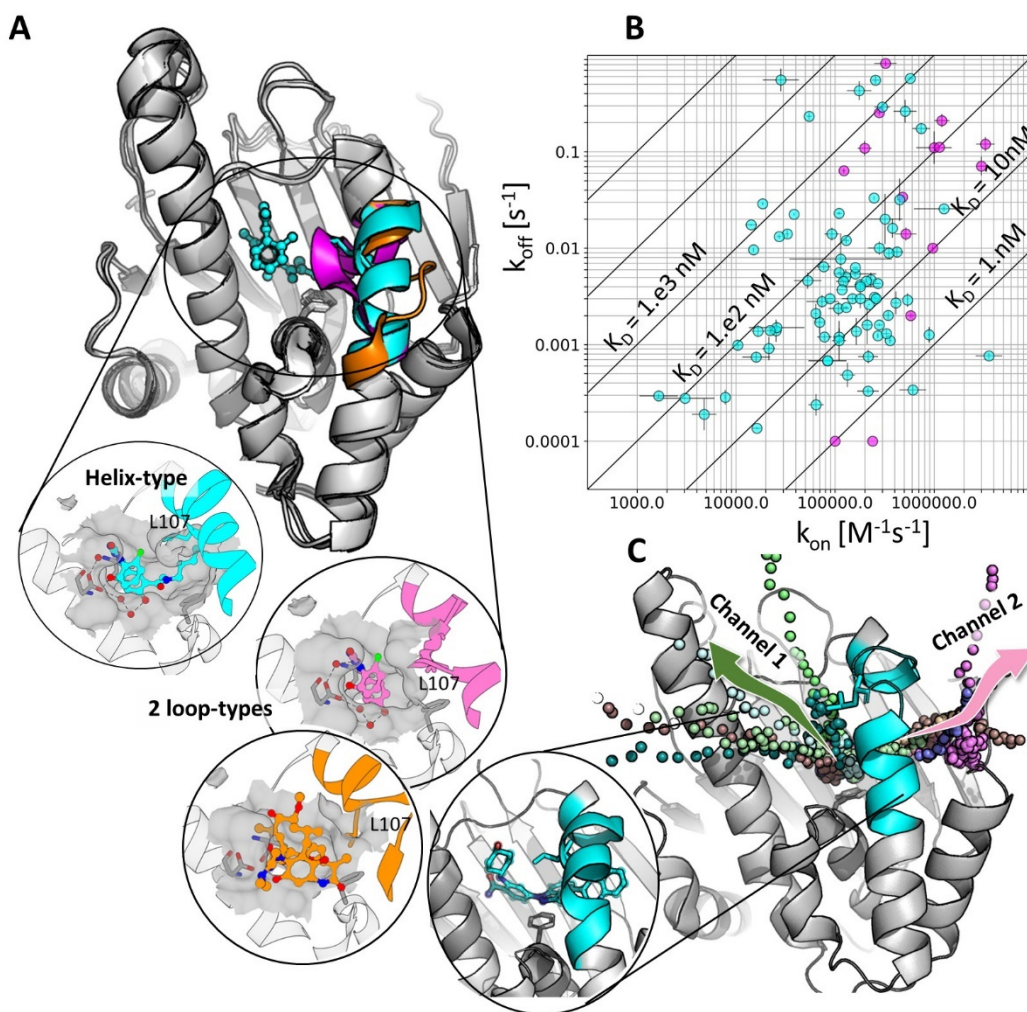 A
B
0.1
0.01
0.001
0.0001
k_off [s⁻¹]
K_D = 1.e3 nM
K_D = 1.e2 nM
K_D = 10nM
K_D = 1.nM
10000.0 10000.0 100000.0 1000000.0
k_on [M⁻¹s⁻¹]
Helix-type
L107
L107
2 loop-types
L107
C
Channel 1
Channel 2